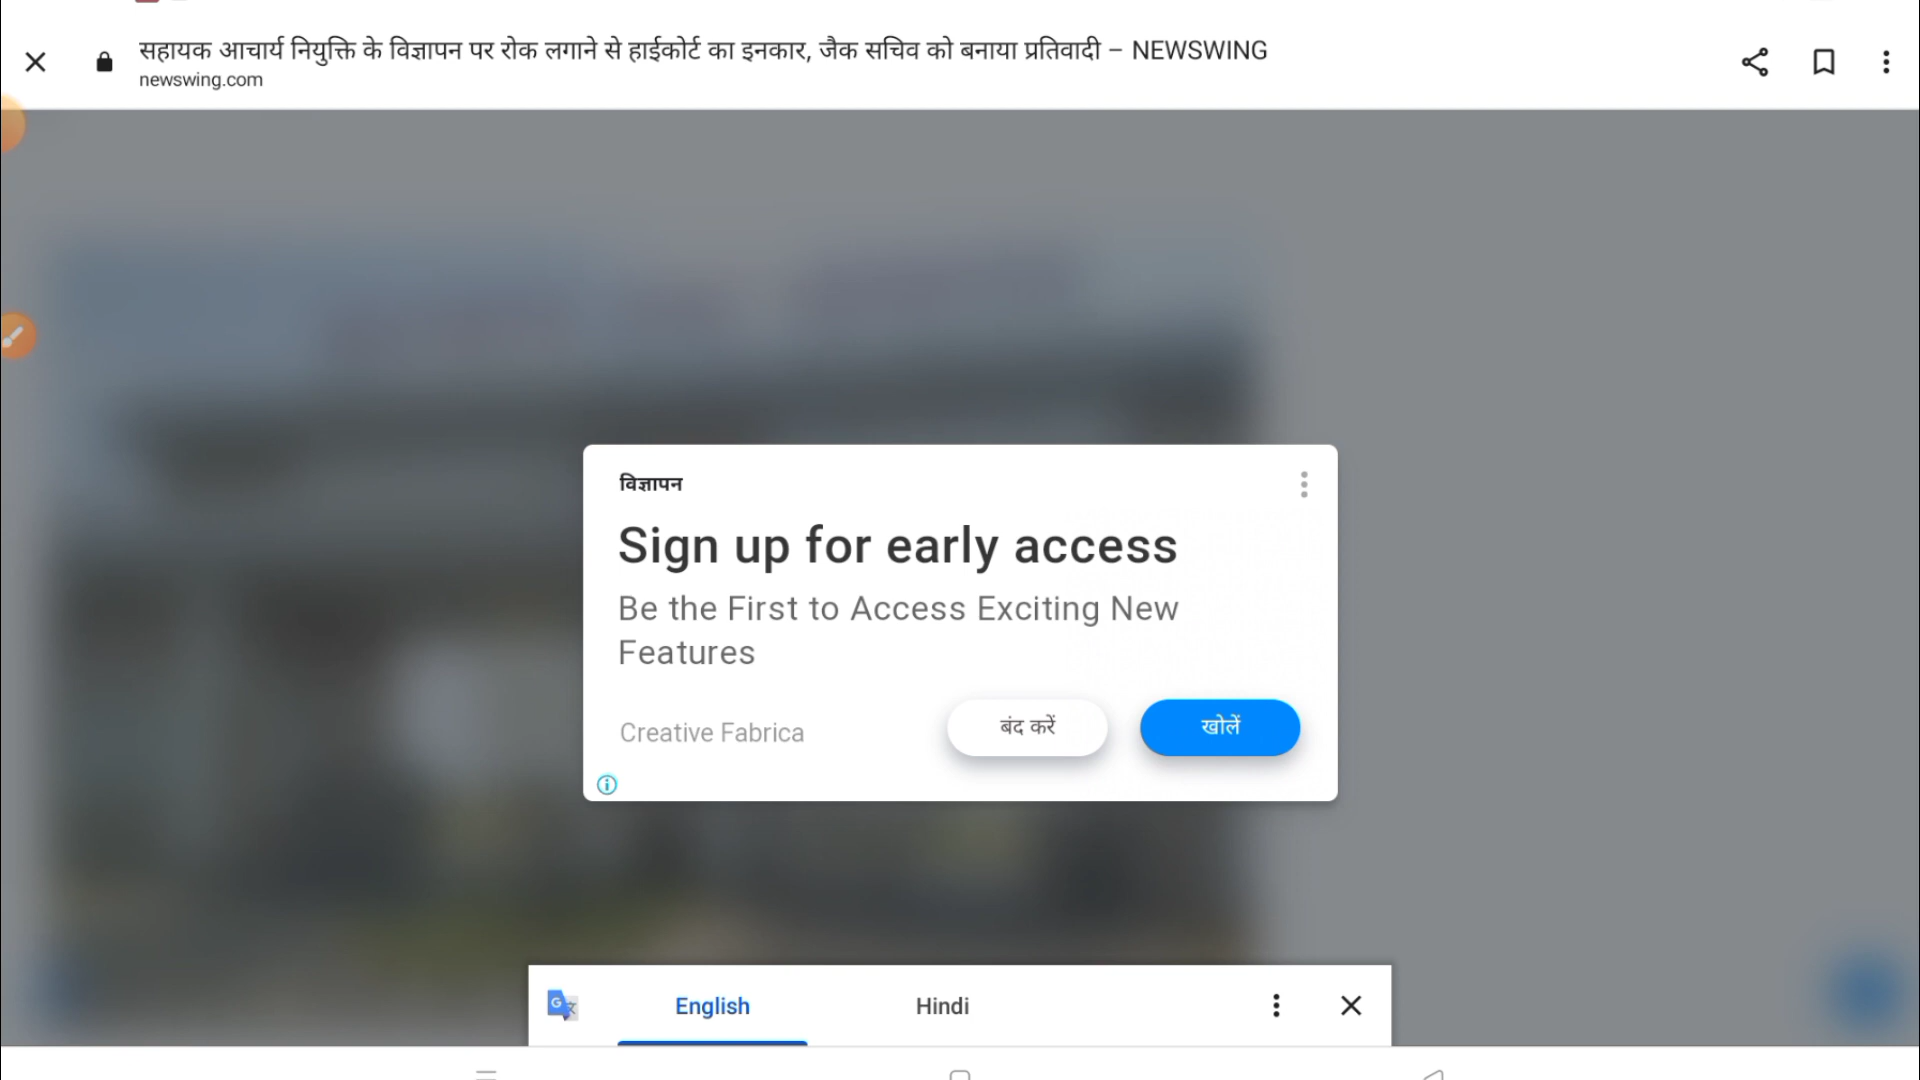 सहायक आचार्य नियुक्ति के विज्ञापन पर रोक लगाने से हाईकोर्ट का इनकार, जैक सचिव को बनाया प्रतिवादी – NEWSWING
newswing.com
विज्ञापन
Sign up for early access
Be the First to Access Exciting New
Features
Creative Fabrica
बंद करें
खोलें
English
Hindi